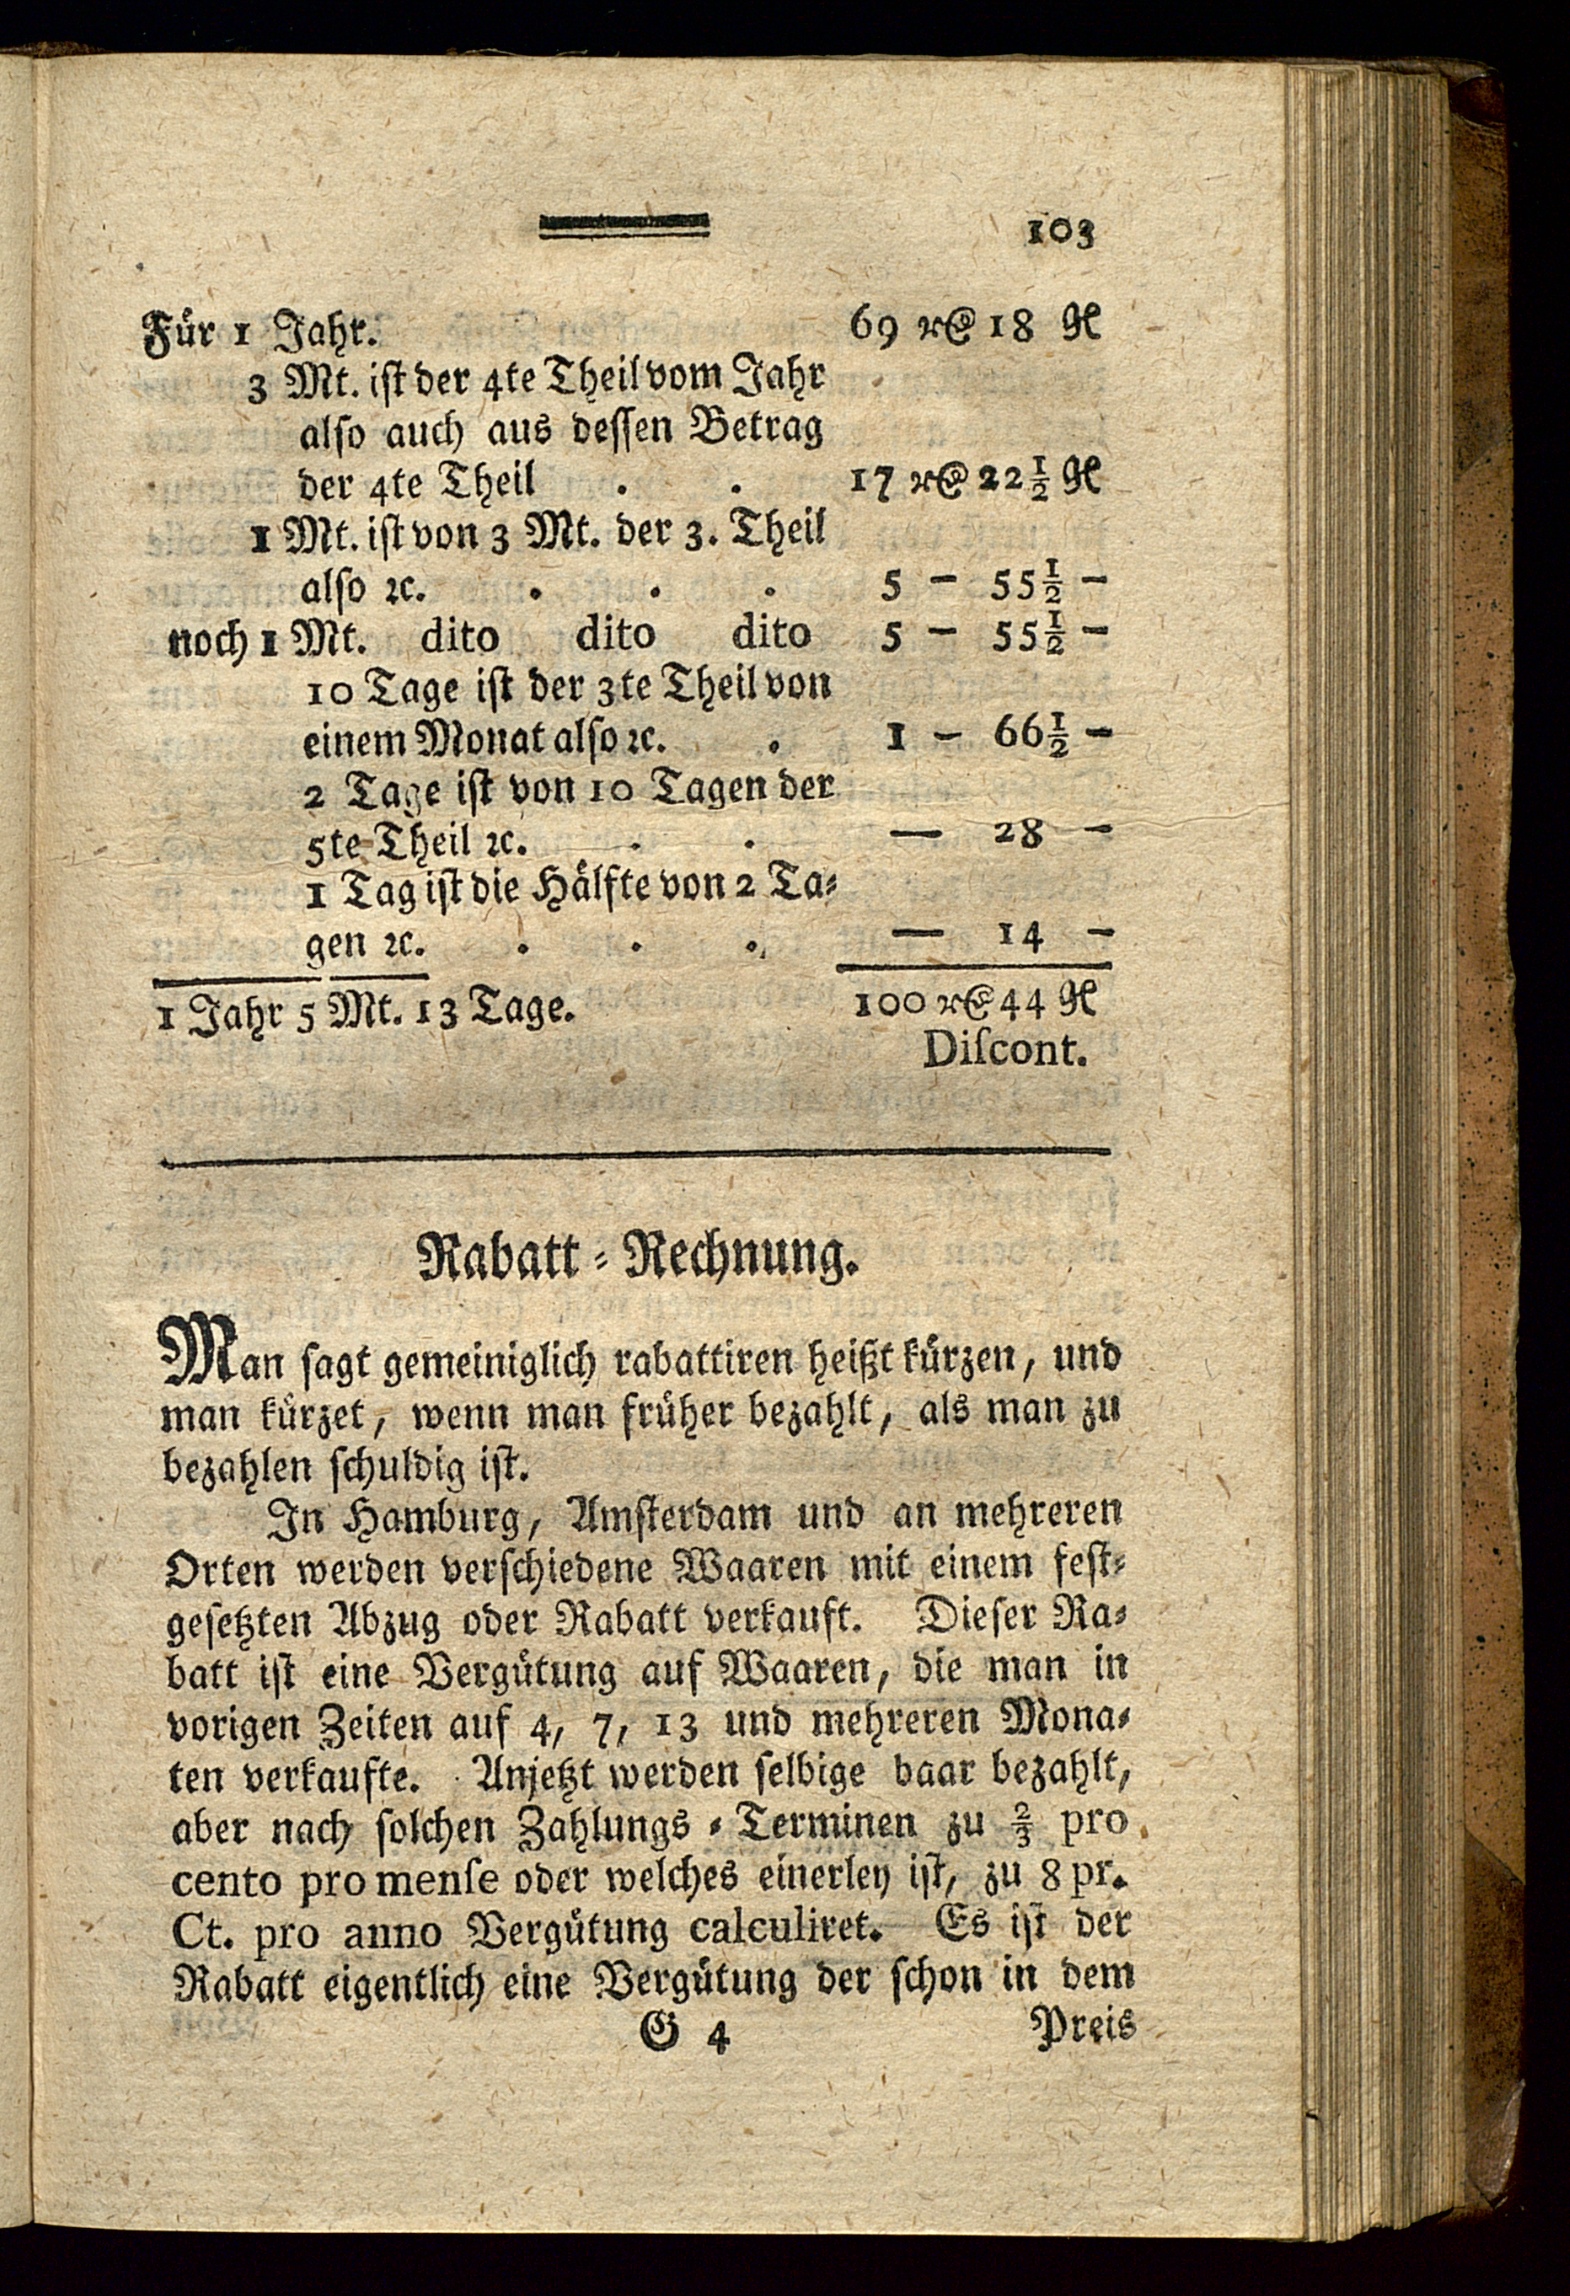 103
Für 1 Jahr. 69 Rthlr 18 gl
3 Mt. ist der 4te Theil vom Jahr
also auch aus dessen Betrag
der 4te Theil . . 17 Rthlr 22½ gl
1 Mt. ist von 3 Mt. der 3. Theil
also ꝛc. . . . 5 – 55½ –
noch 1 Mt. dito dito dito 5 – 55½ –
10 Tage ist der 3te Theil von
einem Monat also ꝛc. . 1 – 66½ –
2 Tage ist von 10 Tagen der
5te Theil ꝛc. . . — 28 –
1 Tag ist die Hälfte von 2 Ta⸗
gen ꝛc. . . . — 14 –
1 Jahr 5 Mt. 13 Tage. 100 Rthlr 44 gl
Diſcont.
Rabatt⸗Rechnung.
Man sagt gemeiniglich rabattiren heißt kürzen, und
man kürzet, wenn man früher bezahlt, als man zu
bezahlen schuldig ist.
In Hamburg, Amsterdam und an mehreren
Orten werden verschiedene Waaren mit einem fest⸗
gesetzten Abzug oder Rabatt verkauft. Dieser Ra⸗
batt ist eine Vergütung auf Waaren, die man in
vorigen Zeiten auf 4, 7, 13 und mehreren Mona⸗
ten verkaufte. Anjetzt werden selbige baar bezahlt,
aber nach solchen Zahlungs⸗Terminen zu ⅔ pro
cento pro menſe oder welches einerley ist, zu 8 pr.
Ct. pro anno Vergütung calculiret. Es ist der
Rabatt eigentlich eine Vergütung der schon in dem
G 4 Preis